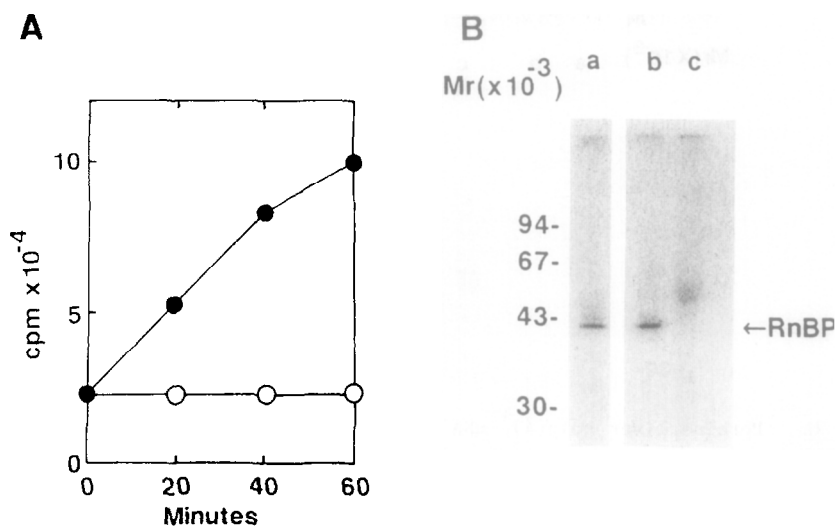 A
cpm x10⁻⁴
10
5
0
0 20 40 60
Minutes
B
a b c
Mr(x10⁻³)
94-
67-
43-
30-
←RnBP